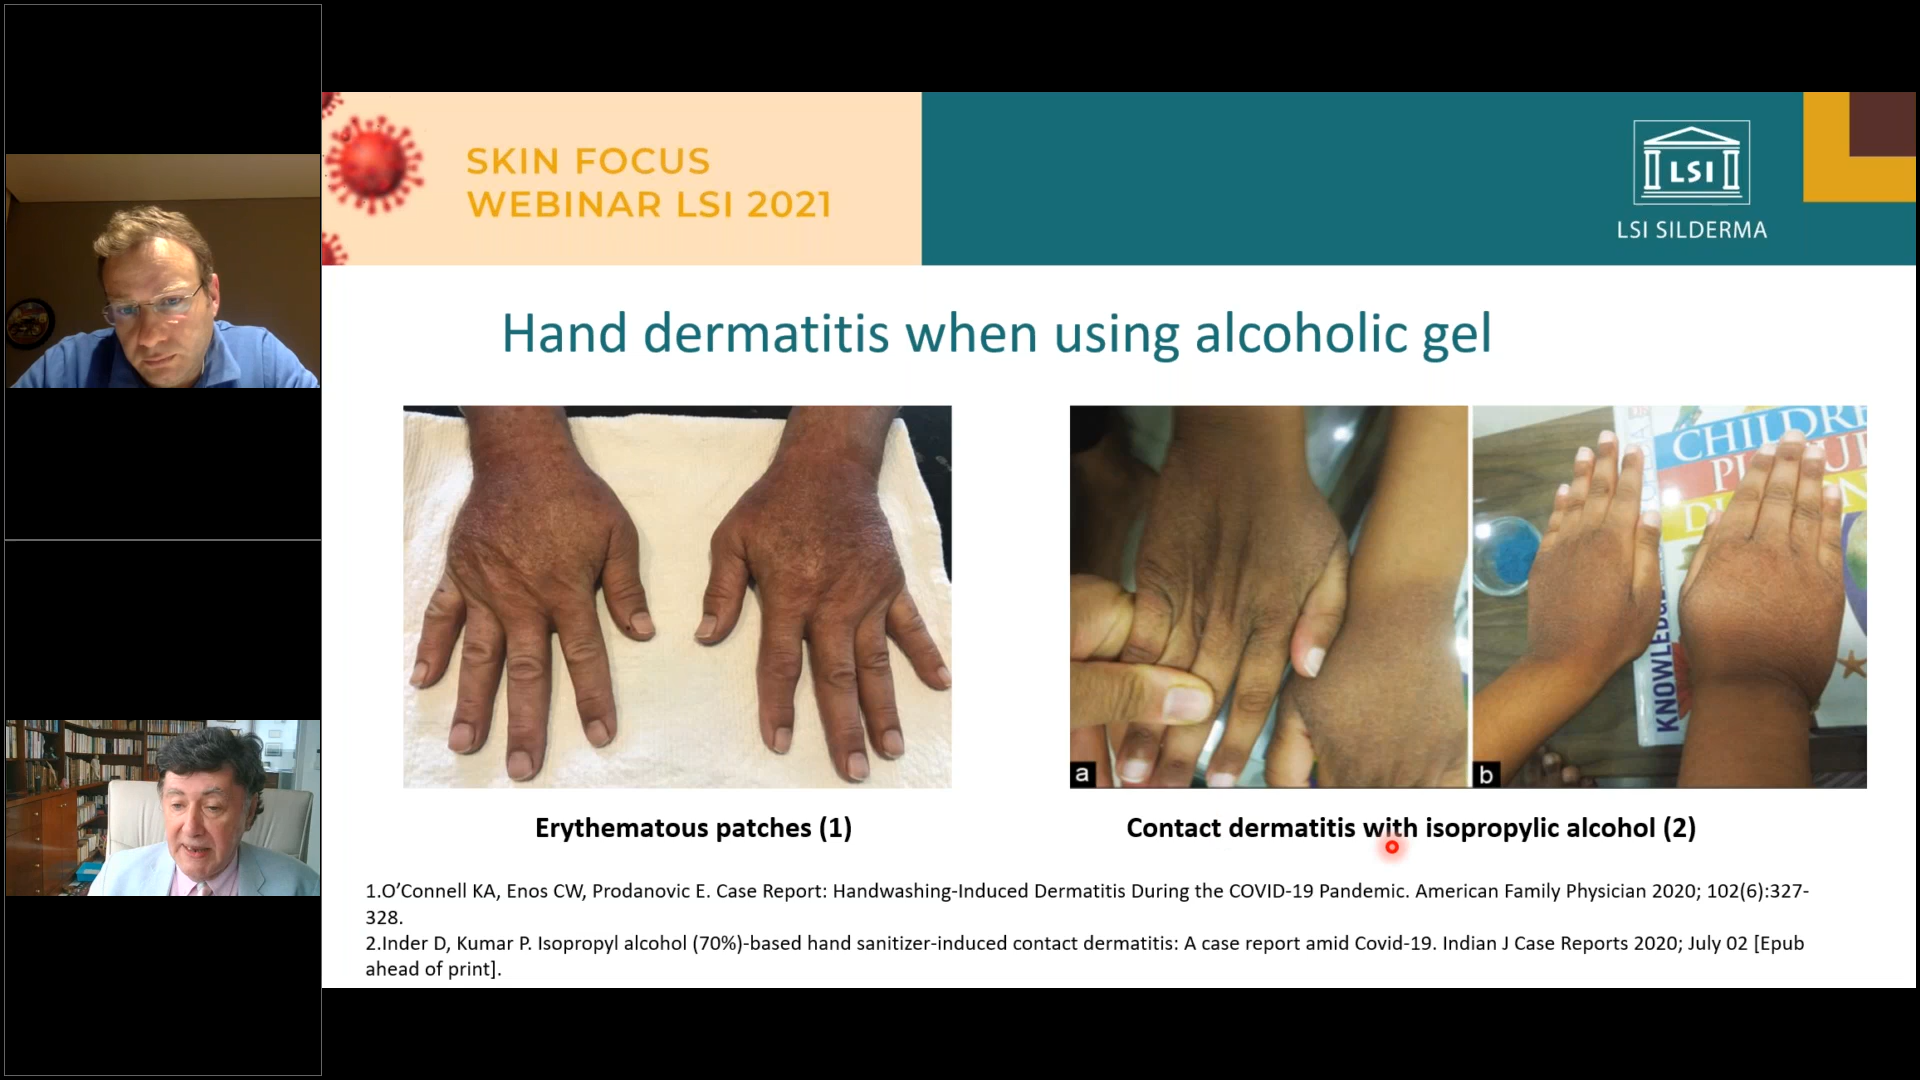 SKIN FOCUS
WEBINAR LSI 2021
LSI
LSI SILDERMA
Hand dermatitis when using alcoholic gel
CHILDRE
KNOWLEDGE
a
b
Erythematous patches (1)
Contact dermatitis with isopropylic alcohol (2)
1.O’Connell KA, Enos CW, Prodanovic E. Case Report: Handwashing-Induced Dermatitis During the COVID-19 Pandemic. American Family Physician 2020; 102(6):327-
328.
2.Inder D, Kumar P. Isopropyl alcohol (70%)-based hand sanitizer-induced contact dermatitis: A case report amid Covid-19. Indian J Case Reports 2020; July 02 [Epub
ahead of print].